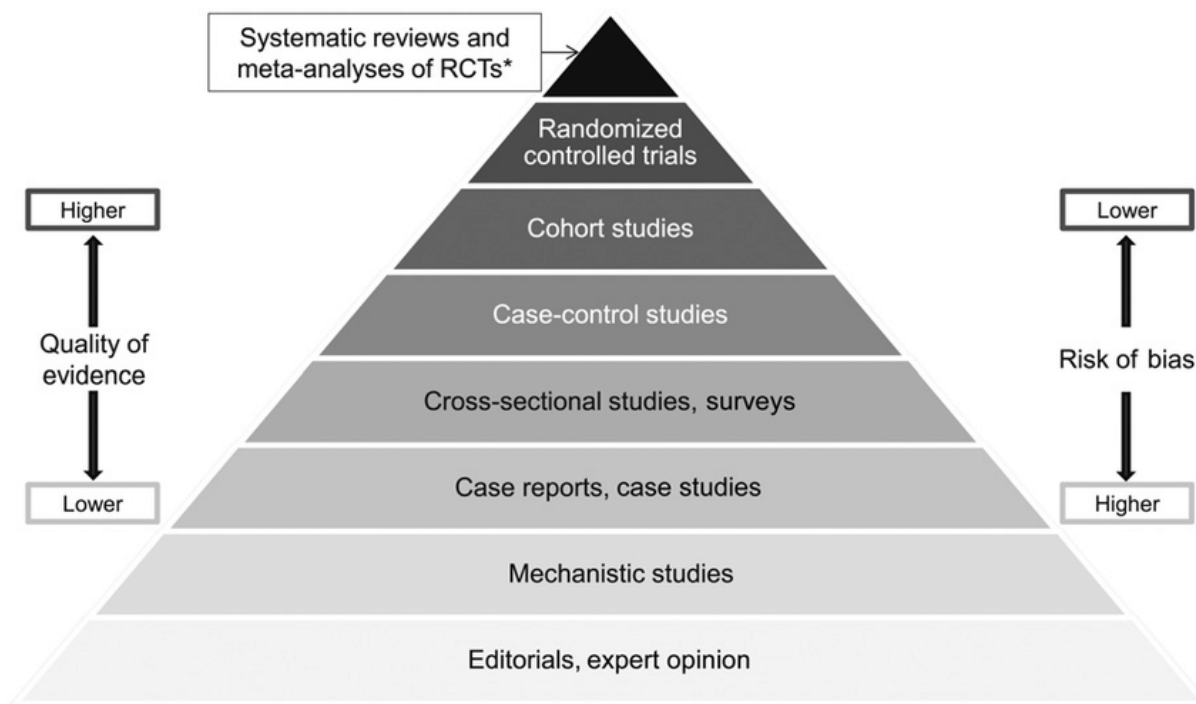 Systematic reviews and
meta-analyses of RCTs*
Randomized
controlled trials
Higher
Lower
Cohort studies
Case-control studies
Quality of
evidence
Risk of bias
Cross-sectional studies, surveys
Case reports, case studies
Lower
Higher
Mechanistic studies
Editorials, expert opinion